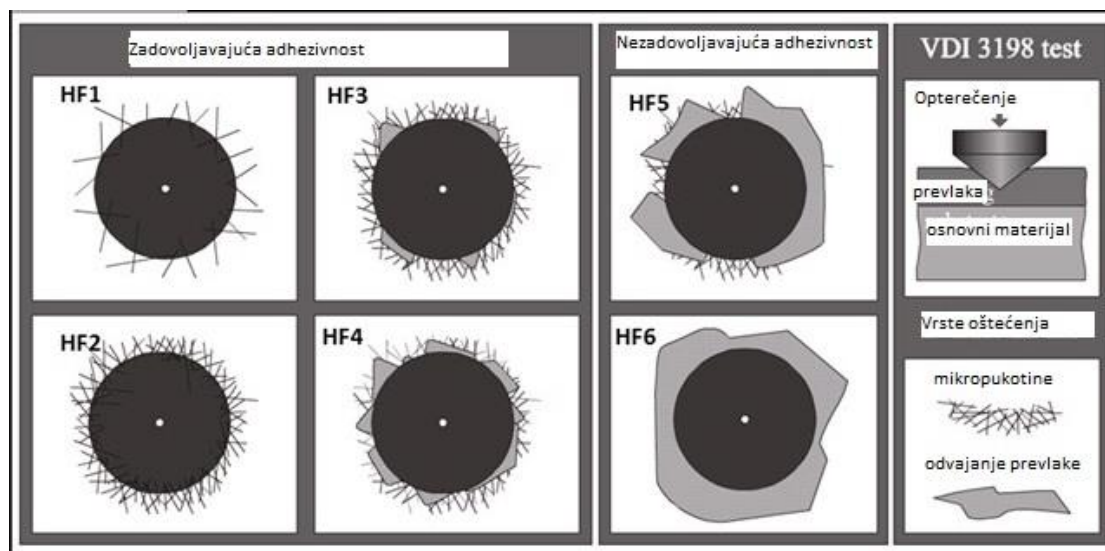 Zadovoljavajuća adhezivnost
HF1
HF3
HF2
HF4
Nezadovoljavajuća adhezivnost
HF5
HF6
VDI 3198 test
Opterečenje
prevlaka
osnovni materijal
Vrste oštećenja
mikropukotine
odvajanje prevlake